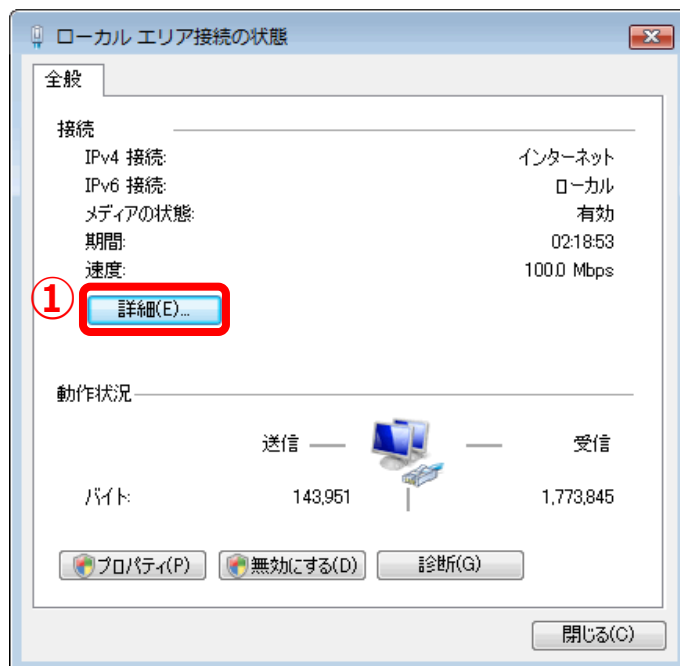 ローカル エリア接続の状態
全般
接続
IPv4 接続: インターネット
IPv6 接続: ローカル
メディアの状態: 有効
期間: 02:18:53
速度: 100.0 Mbps
①
詳細(E)...
動作状況
送信 受信
バイト: 143,951 1,773,845
プロパティ(P) 無効にする(D) 診断(G)
閉じる(C)